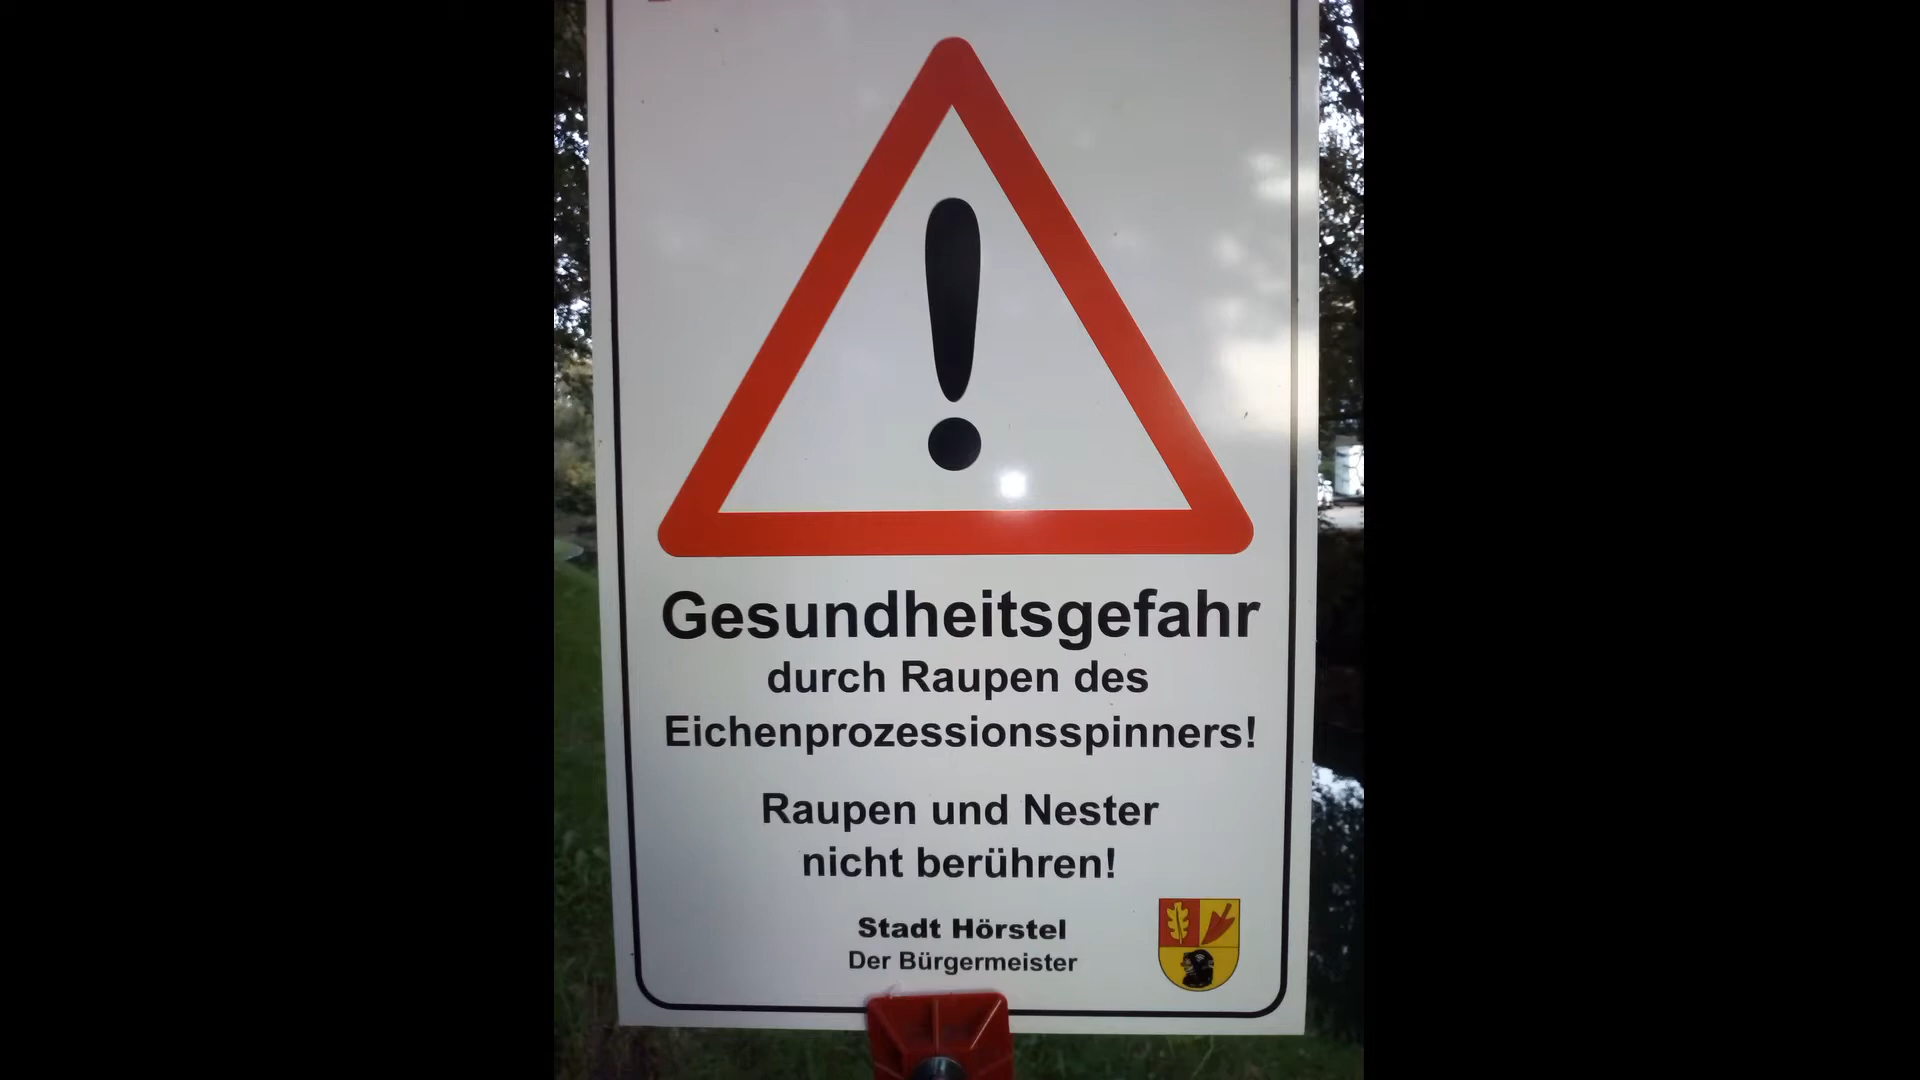 Gesundheitsgefahr
durch Raupen des
Eichenprozessionsspinners!
Raupen und Nester
nicht berühren!
Stadt Hörstel
Der Bürgermeister